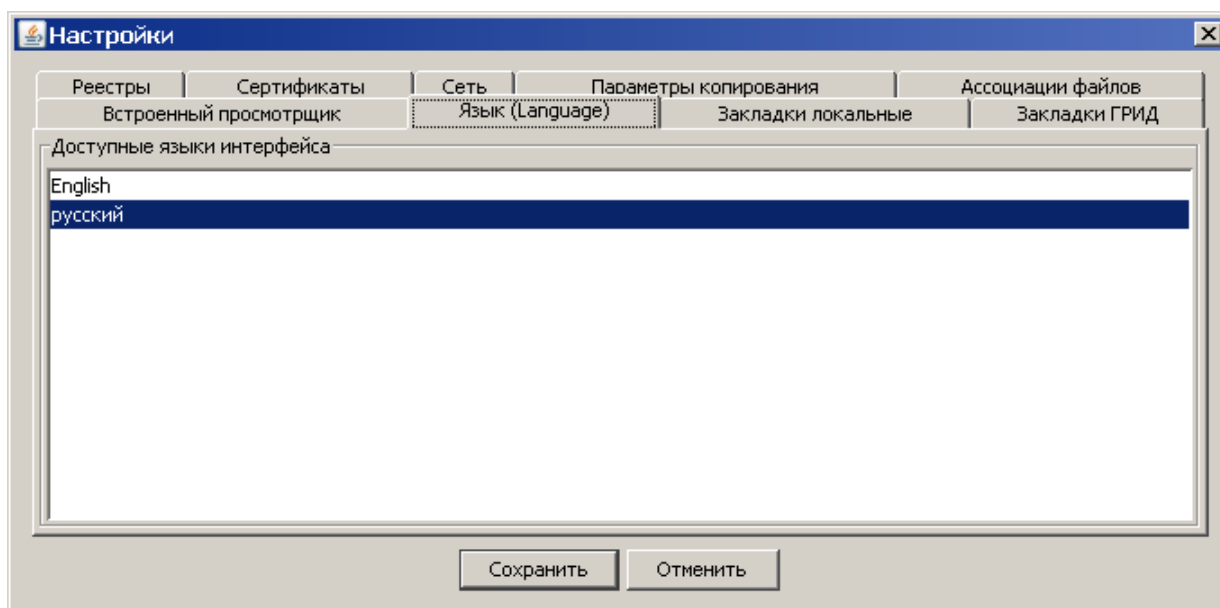 Настройки
Реестры Сертификаты Сеть Параметры копирования Ассоциации файлов
Встроенный просмотрщик Язык (Language) Закладки локальные Закладки ГРИД
Доступные языки интерфейса
English
русский
Сохранить Отменить